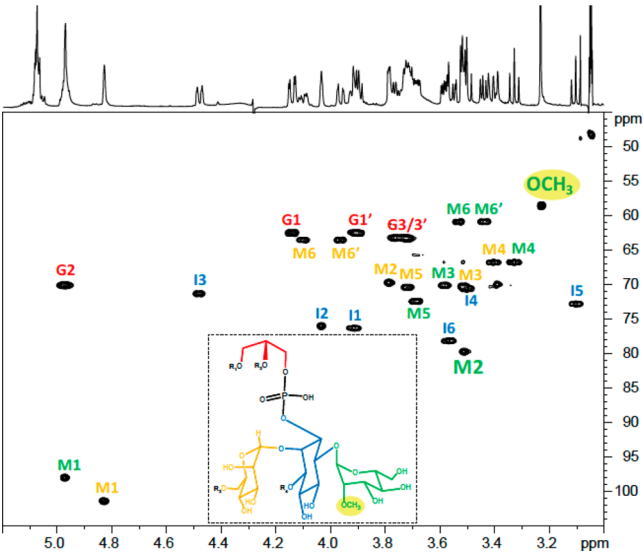 ppm
50
55
60
65
70
75
80
85
90
95
100
OCH3
M6 M6'
G1 G1' G3/3'
M6 M6' M4 M4
G2 I3 M2 M5 M3 M3 I5
M5 I4
I2 I1 I6
M2
M1
M1
R1O R2O
O
O P OH
O
H
O O O O
HO OH
R3 O R4 O OH
HO HO OCH3 OH
OH OH
5.0 4.8 4.6 4.4 4.2 4.0 3.8 3.6 3.4 3.2 ppm